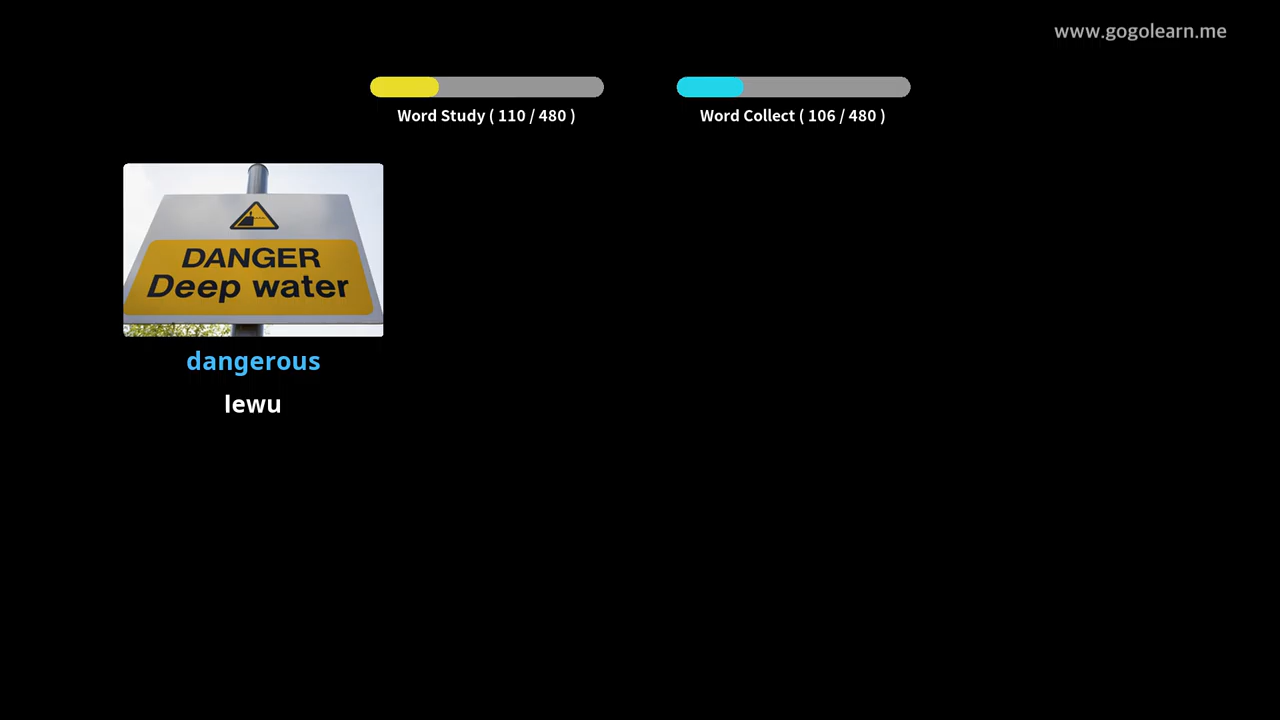 www.gogolearn.me
Word Study ( 110 / 480 )
Word Collect ( 106 / 480 )
DANGER
Deep water
dangerous
lewu